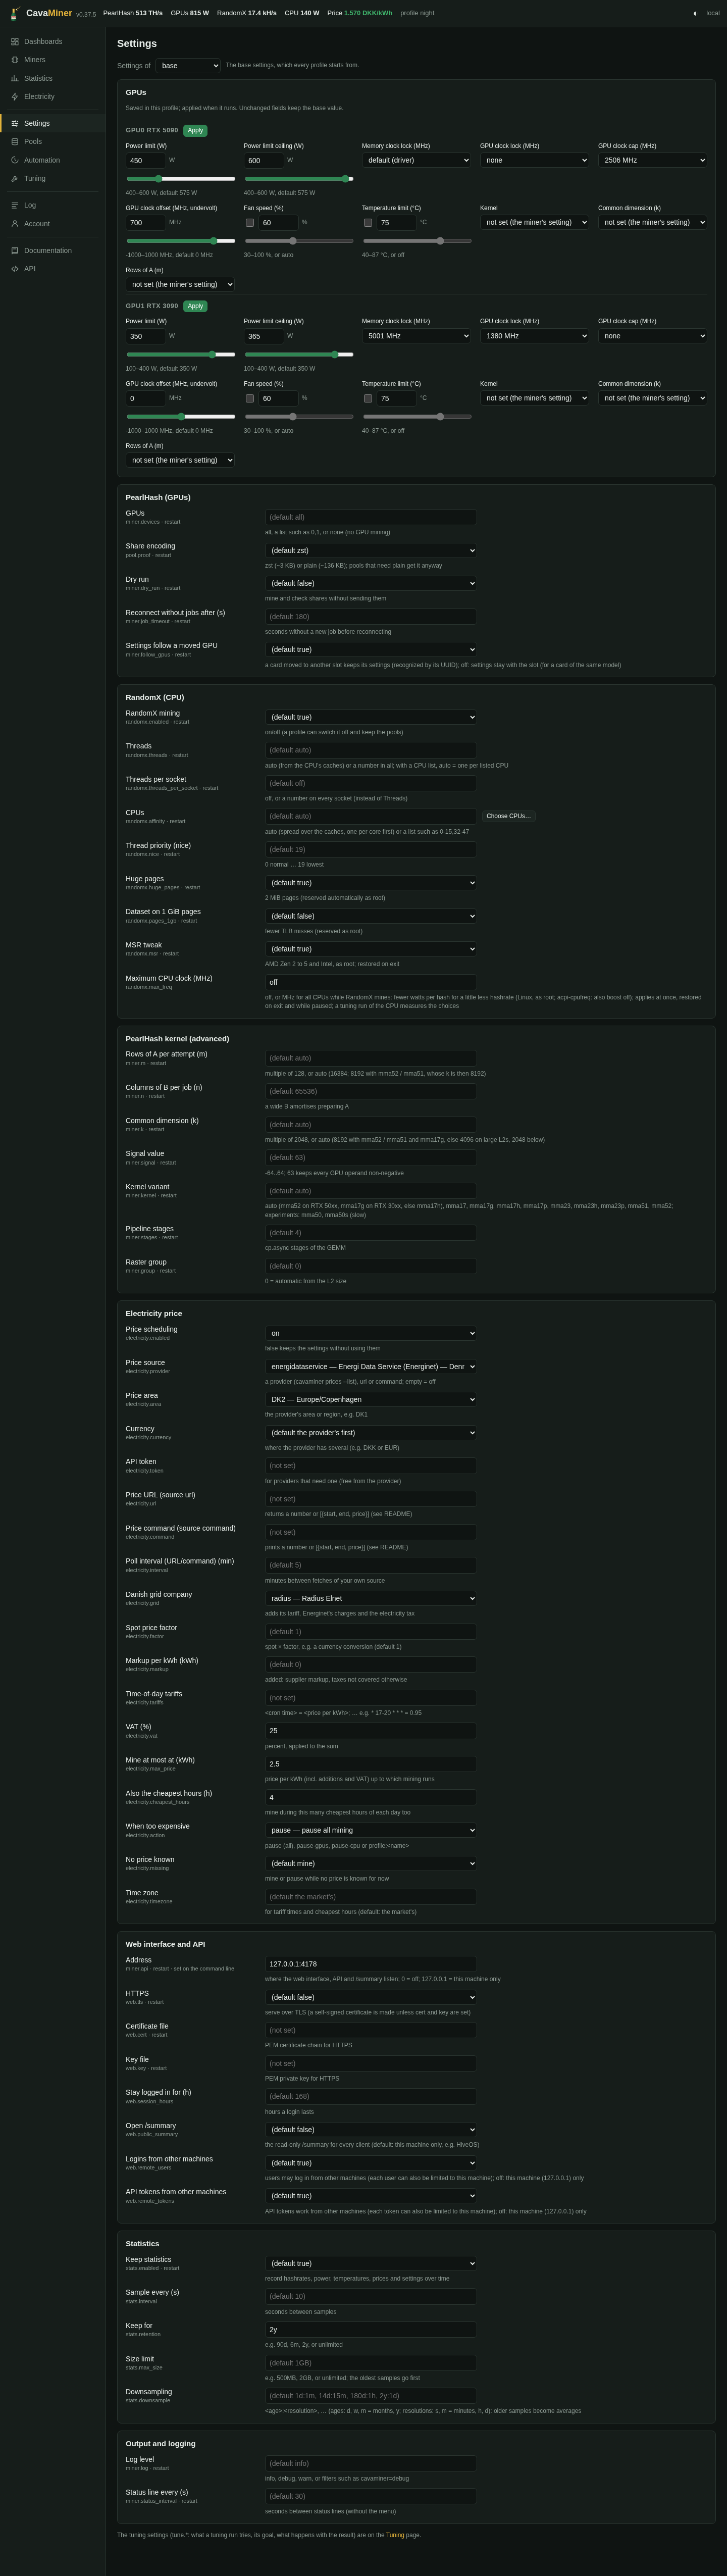 CavaMiner v0.37.5 PearlHash 513 TH/s GPUs 815 W RandomX 17.4 kH/s CPU 140 W Price 1.570 DKK/kWh profile night local
Dashboards
Miners
Statistics
Electricity
Settings
Pools
Automation
Tuning
Log
Account
Documentation
API
Settings
Settings of base The base settings, which every profile starts from.
GPUs
Saved in this profile; applied when it runs. Unchanged fields keep the base value.
GPU0 RTX 5090 Apply
Power limit (W) Power limit ceiling (W) Memory clock lock (MHz) GPU clock lock (MHz) GPU clock cap (MHz)
450 W 600 W default (driver) none 2506 MHz
400–600 W, default 575 W 400–600 W, default 575 W
GPU clock offset (MHz, undervolt) Fan speed (%) Temperature limit (°C) Kernel Common dimension (k)
700 MHz 60 % 75 °C not set (the miner's setting) not set (the miner's setting)
-1000–1000 MHz, default 0 MHz 30–100 %, or auto 40–87 °C, or off
Rows of A (m)
not set (the miner's setting)
GPU1 RTX 3090 Apply
Power limit (W) Power limit ceiling (W) Memory clock lock (MHz) GPU clock lock (MHz) GPU clock cap (MHz)
350 W 365 W 5001 MHz 1380 MHz none
100–400 W, default 350 W 100–400 W, default 350 W
GPU clock offset (MHz, undervolt) Fan speed (%) Temperature limit (°C) Kernel Common dimension (k)
0 MHz 60 % 75 °C not set (the miner's setting) not set (the miner's setting)
-1000–1000 MHz, default 0 MHz 30–100 %, or auto 40–87 °C, or off
Rows of A (m)
not set (the miner's setting)
PearlHash (GPUs)
GPUs
miner.devices · restart
(default all)
all, a list such as 0,1, or none (no GPU mining)
Share encoding
pool.proof · restart
(default zst)
zst (~3 KB) or plain (~136 KB); pools that need plain get it anyway
Dry run
miner.dry_run · restart
(default false)
mine and check shares without sending them
Reconnect without jobs after (s)
miner.job_timeout · restart
(default 180)
seconds without a new job before reconnecting
Settings follow a moved GPU
miner.follow_gpus · restart
(default true)
a card moved to another slot keeps its settings (recognized by its UUID); off: settings stay with the slot (for a card of the same model)
RandomX (CPU)
RandomX mining
randomx.enabled · restart
(default true)
on/off (a profile can switch it off and keep the pools)
Threads
randomx.threads · restart
(default auto)
auto (from the CPU's caches) or a number in all; with a CPU list, auto = one per listed CPU
Threads per socket
randomx.threads_per_socket · restart
(default off)
off, or a number on every socket (instead of Threads)
CPUs
randomx.affinity · restart
(default auto) Choose CPUs…
auto (spread over the caches, one per core first) or a list such as 0-15,32-47
Thread priority (nice)
randomx.nice · restart
(default 19)
0 normal … 19 lowest
Huge pages
randomx.huge_pages · restart
(default true)
2 MiB pages (reserved automatically as root)
Dataset on 1 GiB pages
randomx.pages_1gb · restart
(default false)
fewer TLB misses (reserved as root)
MSR tweak
randomx.msr · restart
(default true)
AMD Zen 2 to 5 and Intel, as root; restored on exit
Maximum CPU clock (MHz)
randomx.max_freq
off
off, or MHz for all CPUs while RandomX mines: fewer watts per hash for a little less hashrate (Linux, as root, acpi-cpufreq; also boost off); applies at once, restored
on exit and while paused; a tuning run of the CPU measures the choices
PearlHash kernel (advanced)
Rows of A per attempt (m)
miner.m · restart
(default auto)
multiple of 128, or auto (16384; 8192 with mma52 / mma51, whose k is then 8192)
Columns of B per job (n)
miner.n · restart
(default 65536)
a wide B amortises preparing A
Common dimension (k)
miner.k · restart
(default auto)
multiple of 2048, or auto (8192 with mma52 / mma51 and mma17g, else 4096 on large L2s, 2048 below)
Signal value
miner.signal · restart
(default 63)
-64..64; 63 keeps every GPU operand non-negative
Kernel variant
miner.kernel · restart
(default auto)
auto (mma52 on RTX 50xx, mma17g on RTX 30xx, else mma17h), mma17, mma17g, mma17h, mma17p, mma23, mma23h, mma23p, mma51, mma52;
experiments: mma50, mma50s (slow)
Pipeline stages
miner.stages · restart
(default 4)
cp.async stages of the GEMM
Raster group
miner.group · restart
(default 0)
0 = automatic from the L2 size
Electricity price
Price scheduling
electricity.enabled
on
false keeps the settings without using them
Price source
electricity.provider
energidataservice — Energi Data Service (Energinet) — Denr
a provider (cavaminer prices --list), url or command; empty = off
Price area
electricity.area
DK2 — Europe/Copenhagen
the provider's area or region, e.g. DK1
Currency
electricity.currency
(default the provider's first)
where the provider has several (e.g. DKK or EUR)
API token
electricity.token
(not set)
for providers that need one (free from the provider)
Price URL (source url)
electricity.url
(not set)
returns a number or [{start, end, price}] (see README)
Price command (source command)
electricity.command
(not set)
prints a number or [{start, end, price}] (see README)
Poll interval (URL/command) (min)
electricity.interval
(default 5)
minutes between fetches of your own source
Danish grid company
electricity.grid
radius — Radius Elnet
adds its tariff, Energinet's charges and the electricity tax
Spot price factor
electricity.factor
(default 1)
spot × factor, e.g. a currency conversion (default 1)
Markup per kWh (kWh)
electricity.markup
(default 0)
added: supplier markup, taxes not covered otherwise
Time-of-day tariffs
electricity.tariffs
(not set)
<cron time> = <price per kWh>; … e.g. * 17-20 * * * = 0.95
VAT (%)
electricity.vat
25
percent, applied to the sum
Mine at most at (kWh)
electricity.max_price
2.5
price per kWh (incl. additions and VAT) up to which mining runs
Also the cheapest hours (h)
electricity.cheapest_hours
4
mine during this many cheapest hours of each day too
When too expensive
electricity.action
pause — pause all mining
pause (all), pause-gpus, pause-cpu or profile:<name>
No price known
electricity.missing
(default mine)
mine or pause while no price is known for now
Time zone
electricity.timezone
(default the market's)
for tariff times and cheapest hours (default: the market's)
Web interface and API
Address
miner.api · restart · set on the command line
127.0.0.1:4178
where the web interface, API and /summary listen; 0 = off; 127.0.0.1 = this machine only
HTTPS
web.tls · restart
(default false)
serve over TLS (a self-signed certificate is made unless cert and key are set)
Certificate file
web.cert · restart
(not set)
PEM certificate chain for HTTPS
Key file
web.key · restart
(not set)
PEM private key for HTTPS
Stay logged in for (h)
web.session_hours
(default 168)
hours a login lasts
Open /summary
web.public_summary
(default false)
the read-only /summary for every client (default: this machine only, e.g. HiveOS)
Logins from other machines
web.remote_users
(default true)
users may log in from other machines (each user can also be limited to this machine); off: this machine (127.0.0.1) only
API tokens from other machines
web.remote_tokens
(default true)
API tokens work from other machines (each token can also be limited to this machine); off: this machine (127.0.0.1) only
Statistics
Keep statistics
stats.enabled · restart
(default true)
record hashrates, power, temperatures, prices and settings over time
Sample every (s)
stats.interval
(default 10)
seconds between samples
Keep for
stats.retention
2y
e.g. 90d, 6m, 2y, or unlimited
Size limit
stats.max_size
(default 1GB)
e.g. 500MB, 2GB, or unlimited; the oldest samples go first
Downsampling
stats.downsample
(default 1d:1m, 14d:15m, 180d:1h, 2y:1d)
<age>:<resolution>, … (ages: d, w, m = months, y; resolutions: s, m = minutes, h, d); older samples become averages
Output and logging
Log level
miner.log · restart
(default info)
info, debug, warn, or filters such as cavaminer=debug
Status line every (s)
miner.status_interval · restart
(default 30)
seconds between status lines (without the menu)
The tuning settings (tune.*: what a tuning run tries, its goal, what happens with the result) are on the Tuning page.